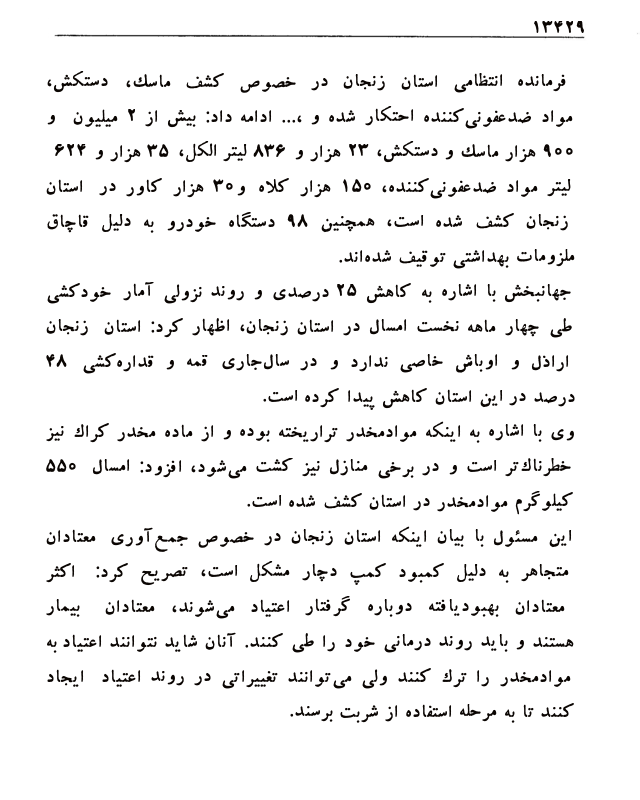 ۱۳۴۲۹
فرمانده انتظامی استان زنجان در خصوص کشف ماسك، دستکش،
مواد ضدعفونی‌کننده احتکار شده و ،... ادامه داد: بیش از ۲ میلیون و
۹۰۰ هزار ماسك و دستکش، ۲۳ هزار و ۸۳۶ لیتر الکل، ۳۵ هزار و ۶۲۴
لیتر مواد ضدعفونی‌کننده، ۱۵۰ هزار کلاه و ۳۰ هزار کاور در استان
زنجان کشف شده است، همچنین ۹۸ دستگاه خودرو به دلیل قاچاق
ملزومات بهداشتی توقیف شده‌اند.
جهانبخش با اشاره به کاهش ۲۵ درصدی و روند نزولی آمار خودکشی
طی چهار ماهه نخست امسال در استان زنجان، اظهار کرد: استان زنجان
اراذل و اوباش خاصی ندارد و در سال‌جاری قمه و قداره‌کشی ۴۸
درصد در این استان کاهش پیدا کرده است.
وی با اشاره به اینکه موادمخدر تراریخته بوده و از ماده مخدر کراك نیز
خطرناك‌تر است و در برخی منازل نیز کشت می‌شود، افزود: امسال ۵۵۰
کیلوگرم موادمخدر در استان کشف شده است.
این مسئول با بیان اینکه استان زنجان در خصوص جمع‌آوری معتادان
متجاهر به دلیل کمبود کمپ دچار مشکل است، تصریح کرد: اکثر
معتادان بهبودیافته دوباره گرفتار اعتیاد می‌شوند، معتادان بیمار
هستند و باید روند درمانی خود را طی کنند. آنان شاید نتوانند اعتیاد به
موادمخدر را ترك کنند ولی می‌توانند تغییراتی در روند اعتیاد ایجاد
کنند تا به مرحله استفاده از شربت برسند.